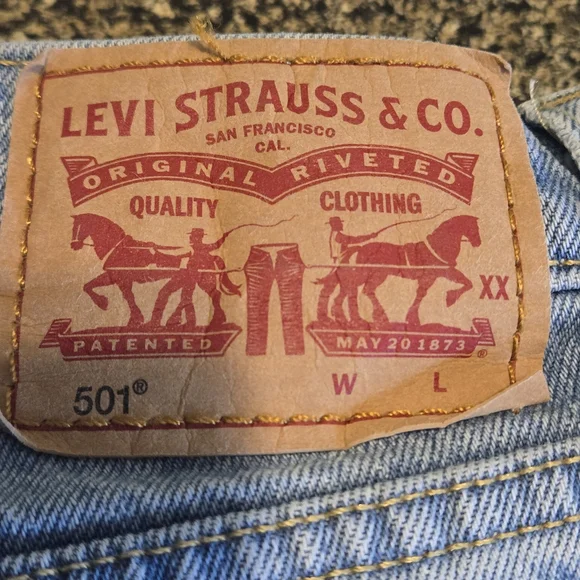 LEVI STRAUSS & CO.
SAN FRANCISCO
CAL.
ORIGINAL RIVETED
QUALITY CLOTHING
XX
PATENTED MAY 20 1873 ®
501® W L